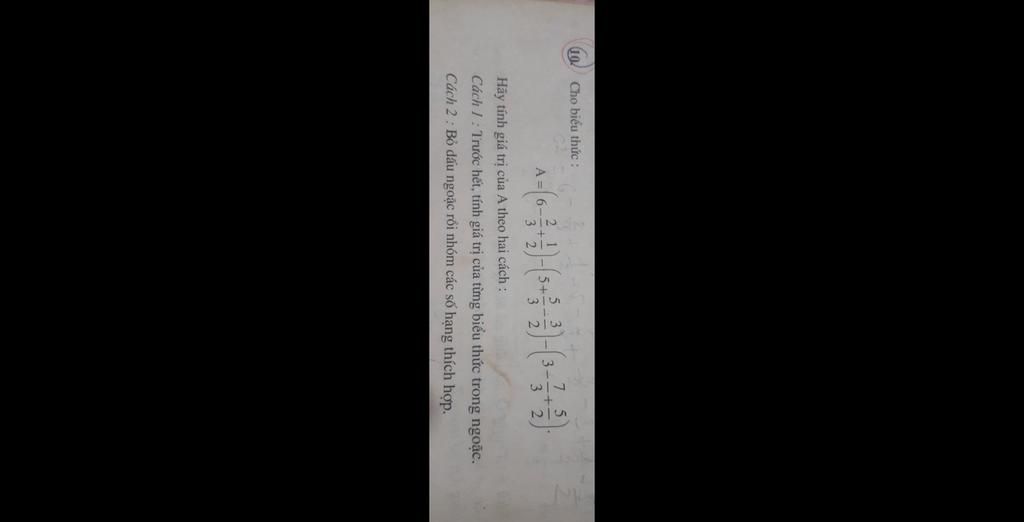 10. Cho biểu thức :
A = (6 − 2/3 + 1/2) − (5 + 5/3 − 3/2) − (3 − 7/3 + 5/2).
Hãy tính giá trị của A theo hai cách :
Cách 1 : Trước hết, tính giá trị của từng biểu thức trong ngoặc.
Cách 2 : Bỏ dấu ngoặc rồi nhóm các số hạng thích hợp.